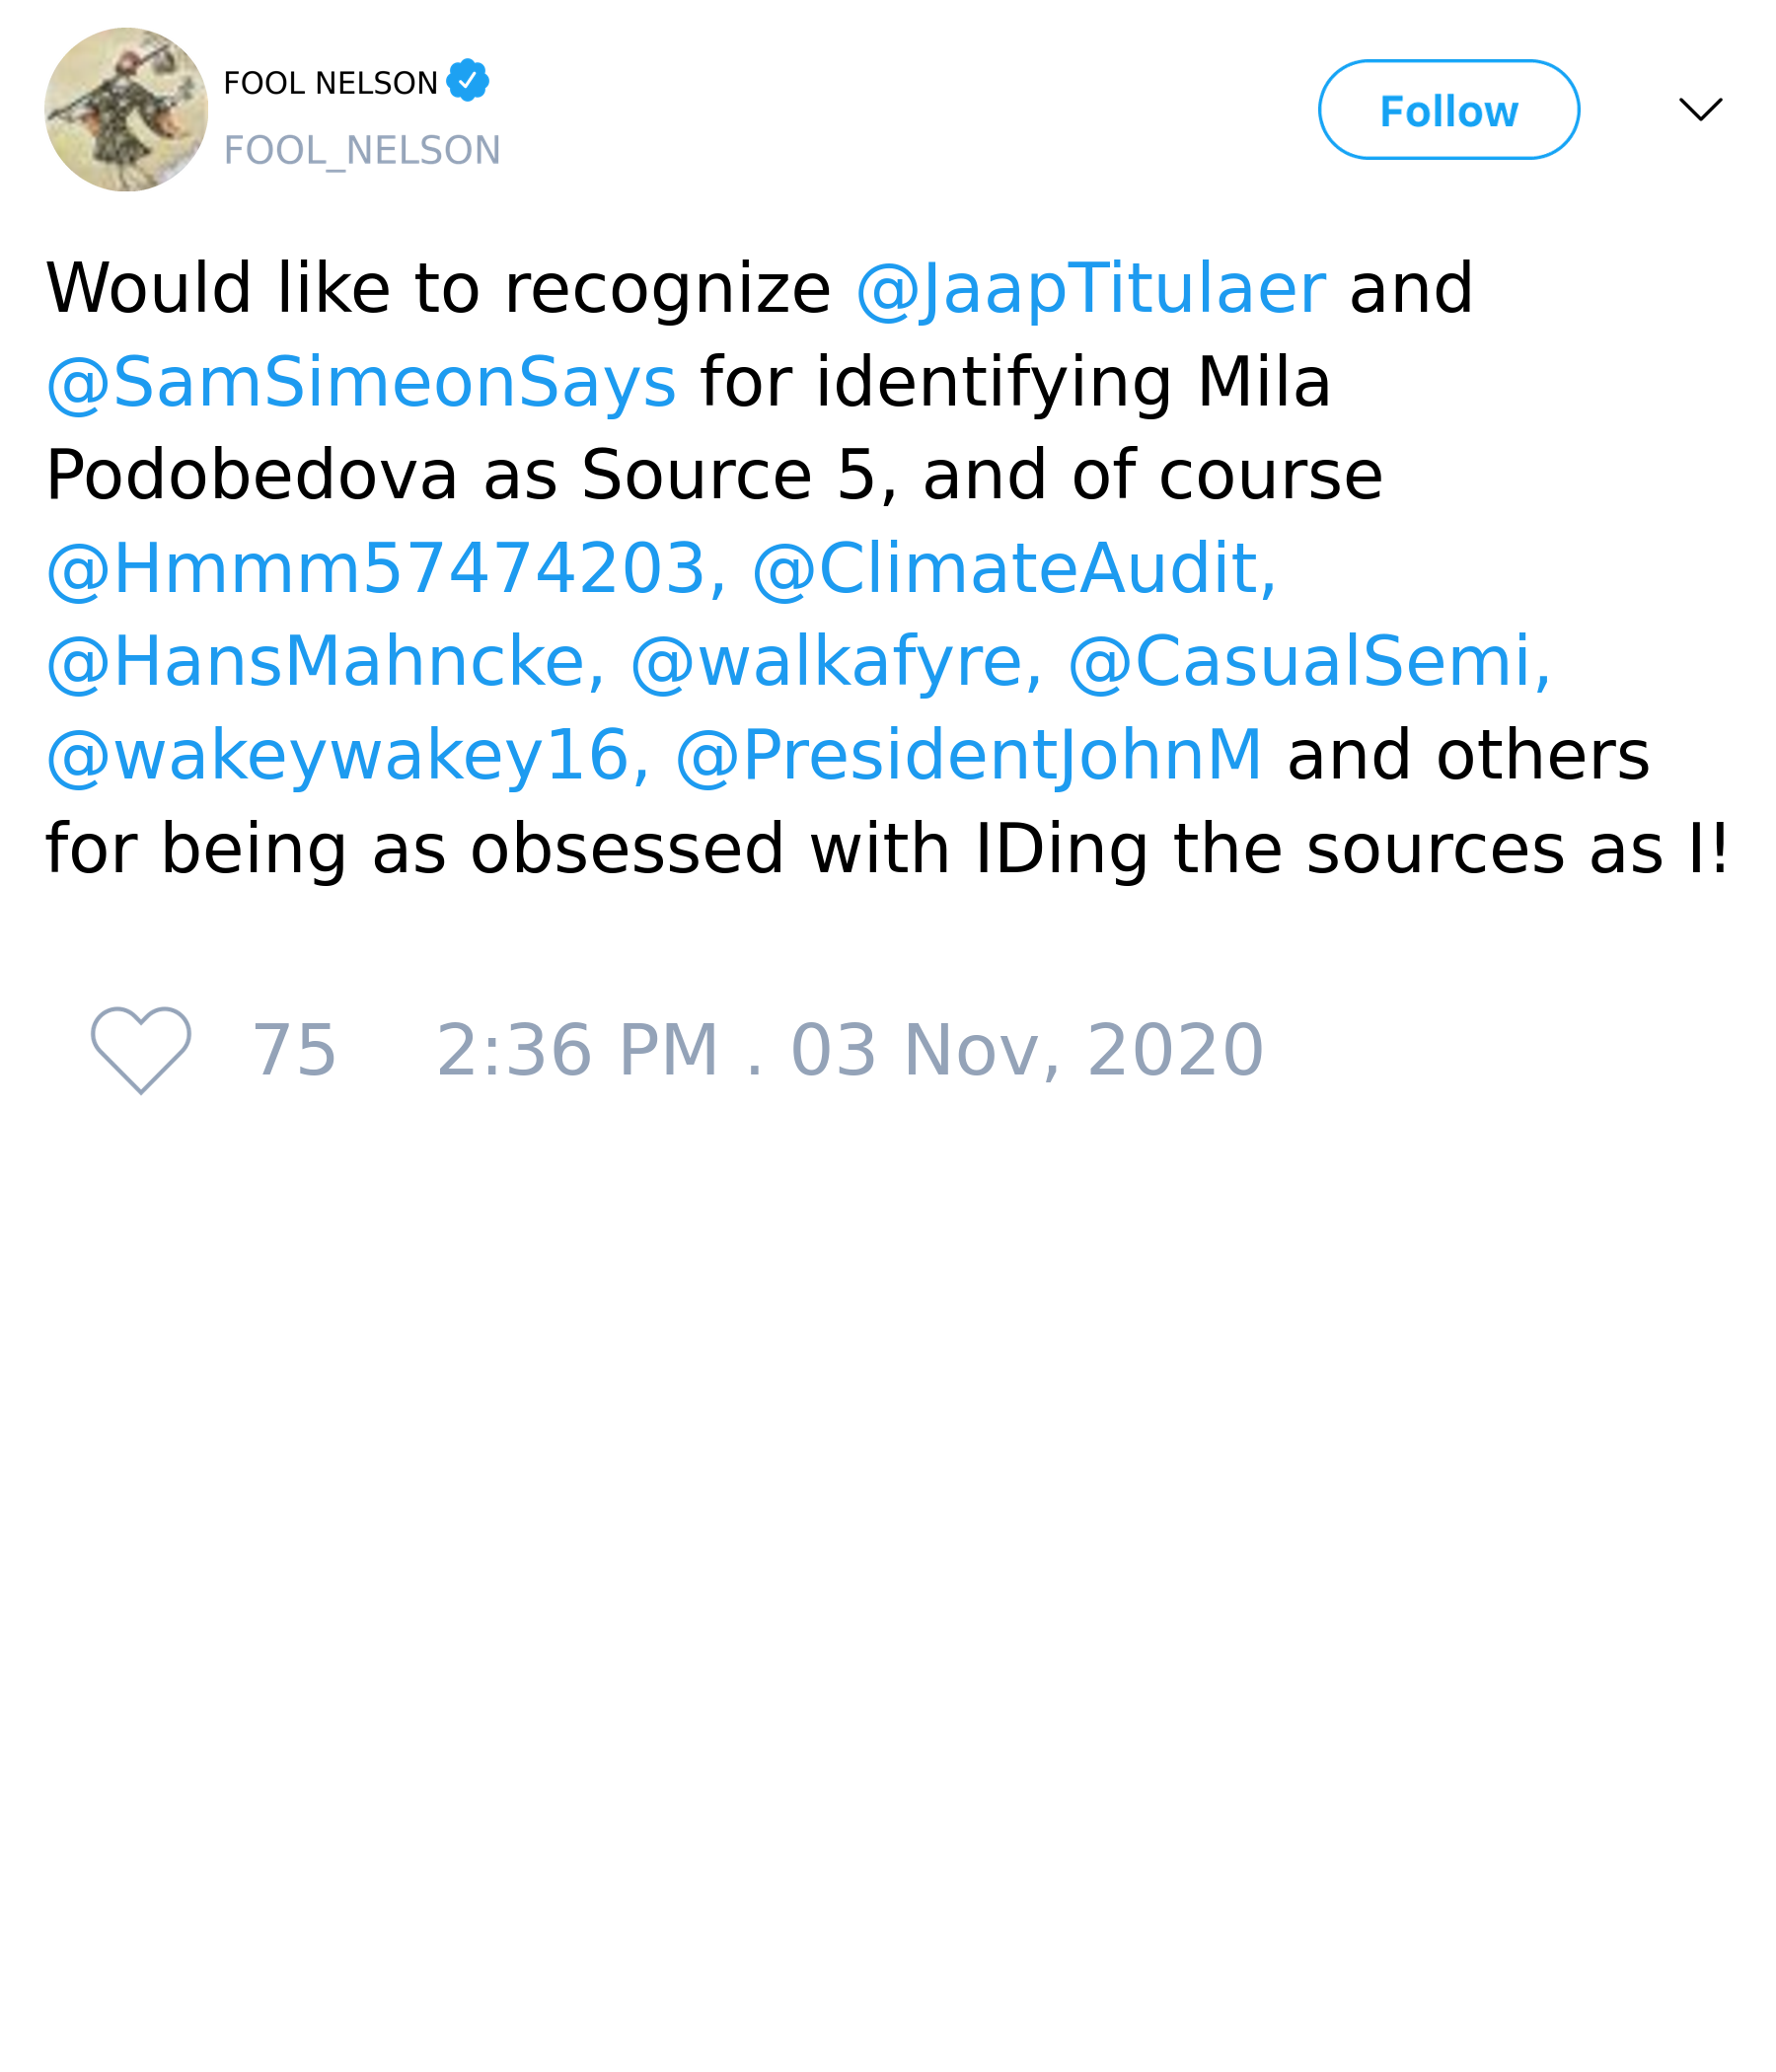 FOOL NELSON
FOOL_NELSON
Follow
Would like to recognize @JaapTitulaer and
@SamSimeonSays for identifying Mila
Podobedova as Source 5, and of course
@Hmmm57474203, @ClimateAudit,
@HansMahncke, @walkafyre, @CasualSemi,
@wakeywakey16, @PresidentJohnM and others
for being as obsessed with IDing the sources as I!
75 2:36 PM . 03 Nov, 2020